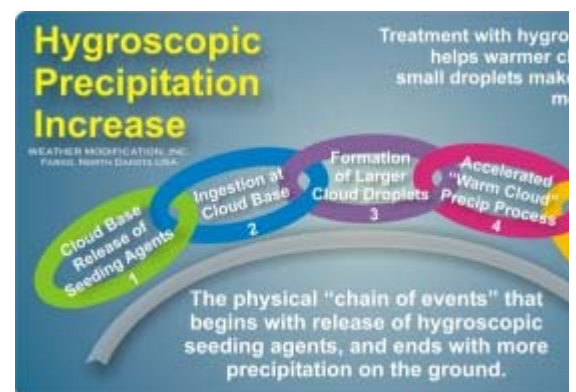 Hygroscopic
Precipitation
Increase
WEATHER MODIFICATION, INC.
FARGO, NORTH DAKOTA USA
Treatment with
helps warmer
small droplets make
Cloud Base
Release of
Seeding Agents
1
Ingestion at
Cloud Base
2
Formation
of Larger
Cloud Droplets
3
Accelerated
"Warm Cloud"
Precip Process
4
The physical "chain of events" that
begins with release of hygroscopic
seeding agents, and ends with more
precipitation on the ground.